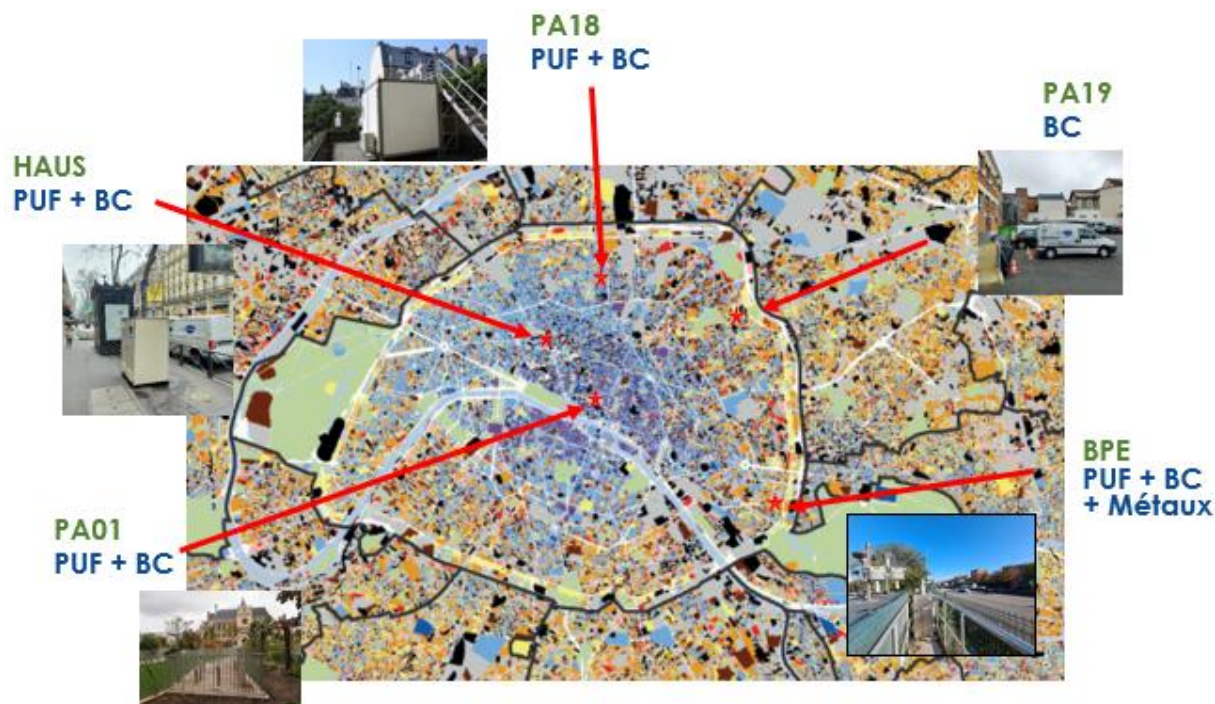 PA18
PUF + BC
PA19
BC
HAUS
PUF + BC
BPE
PUF + BC
+ Métaux
PA01
PUF + BC